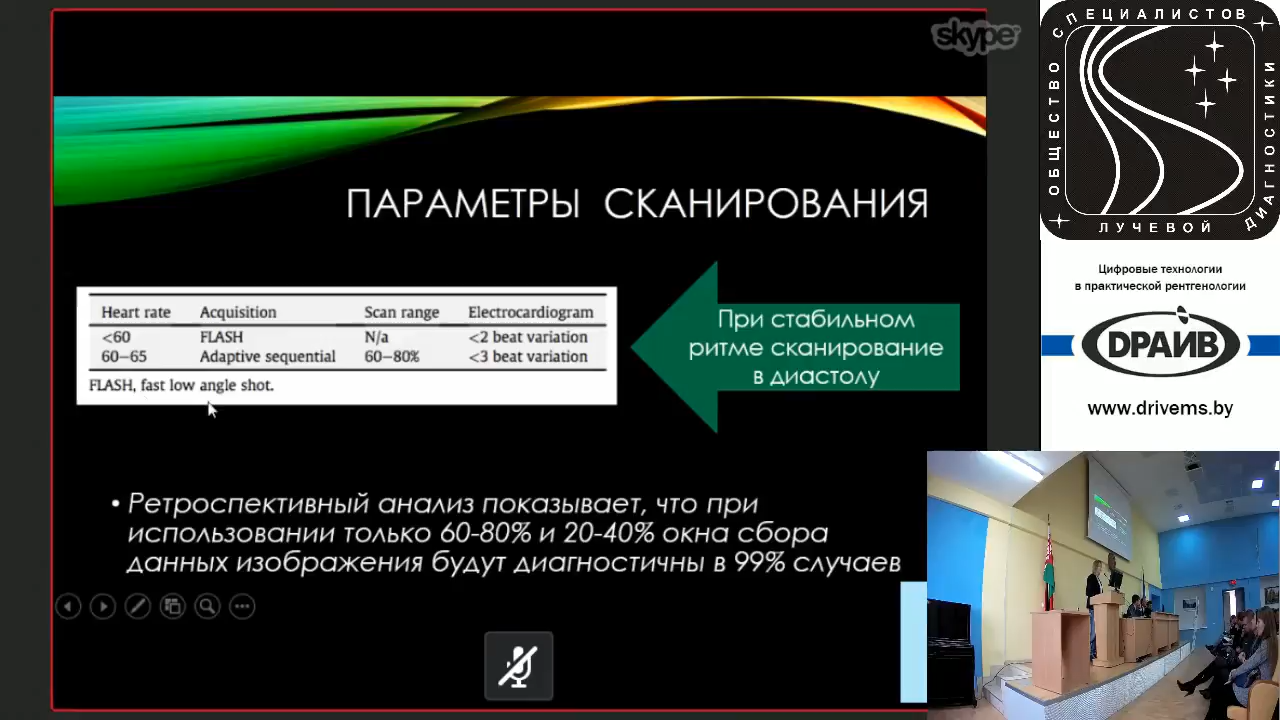 skype
ПАРАМЕТРЫ СКАНИРОВАНИЯ
Heart rate Acquisition Scan range Electrocardiogram
<60 FLASH N/a <2 beat variation
60–65 Adaptive sequential 60–80% <3 beat variation
FLASH, fast low angle shot.
При стабильном
ритме сканирование
в диастолу
• Ретроспективный анализ показывает, что при
использовании только 60-80% и 20-40% окна сбора
данных изображения будут диагностичны в 99% случаев
ОБЩЕСТВО СПЕЦИАЛИСТОВ
ЛУЧЕВОЙ ДИАГНОСТИКИ
Цифровые технологии
в практической рентгенологии
DРАЙВ
www.drivems.by